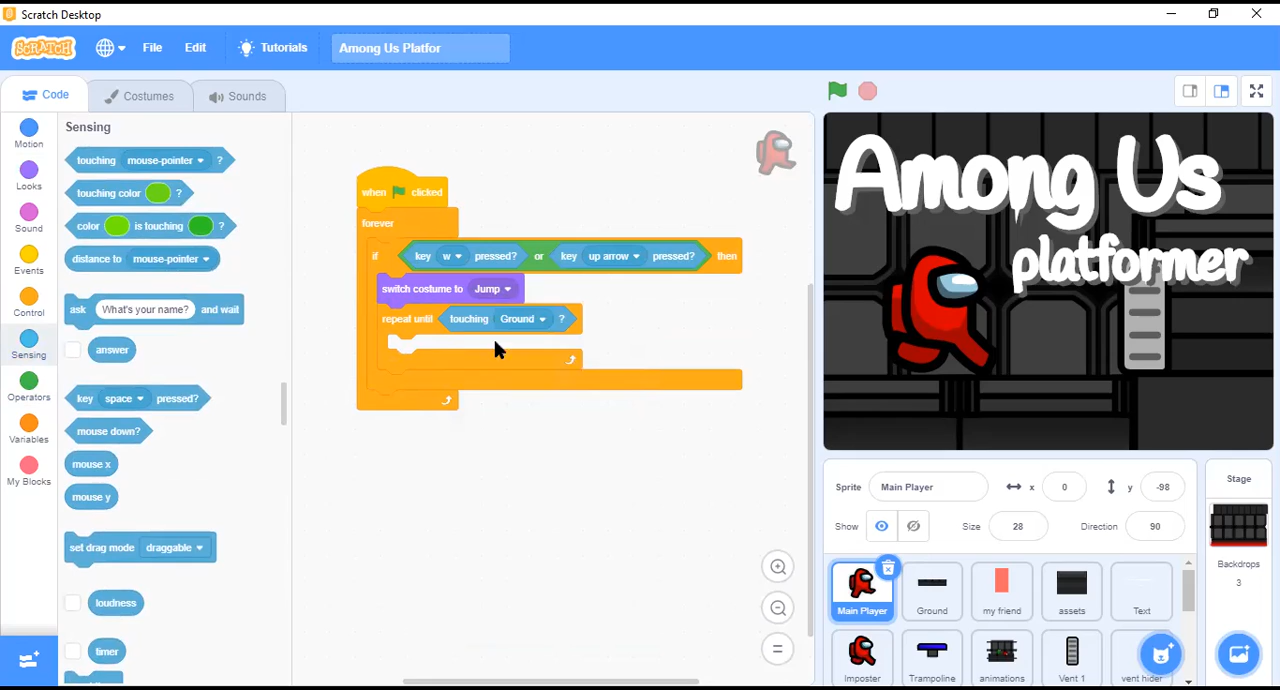 Scratch Desktop
SCRATCH File Edit Tutorials Among Us Platfor
Code Costumes Sounds
Motion
Looks
Sound
Events
Control
Sensing
Operators
Variables
My Blocks
Sensing
touching mouse-pointer ?
touching color ?
color is touching ?
distance to mouse-pointer
ask What's your name? and wait
answer
key space pressed?
mouse down?
mouse x
mouse y
set drag mode draggable
loudness
timer
when clicked
forever
if key w pressed? or key up arrow pressed? then
switch costume to Jump
repeat until touching Ground ?
Among Us
platformer
Sprite Main Player x 0 y -98
Show Size 28 Direction 90
Main Player Ground my friend assets Text
Imposter Trampoline animations Vent 1 vent hider
Stage
Backdrops
3